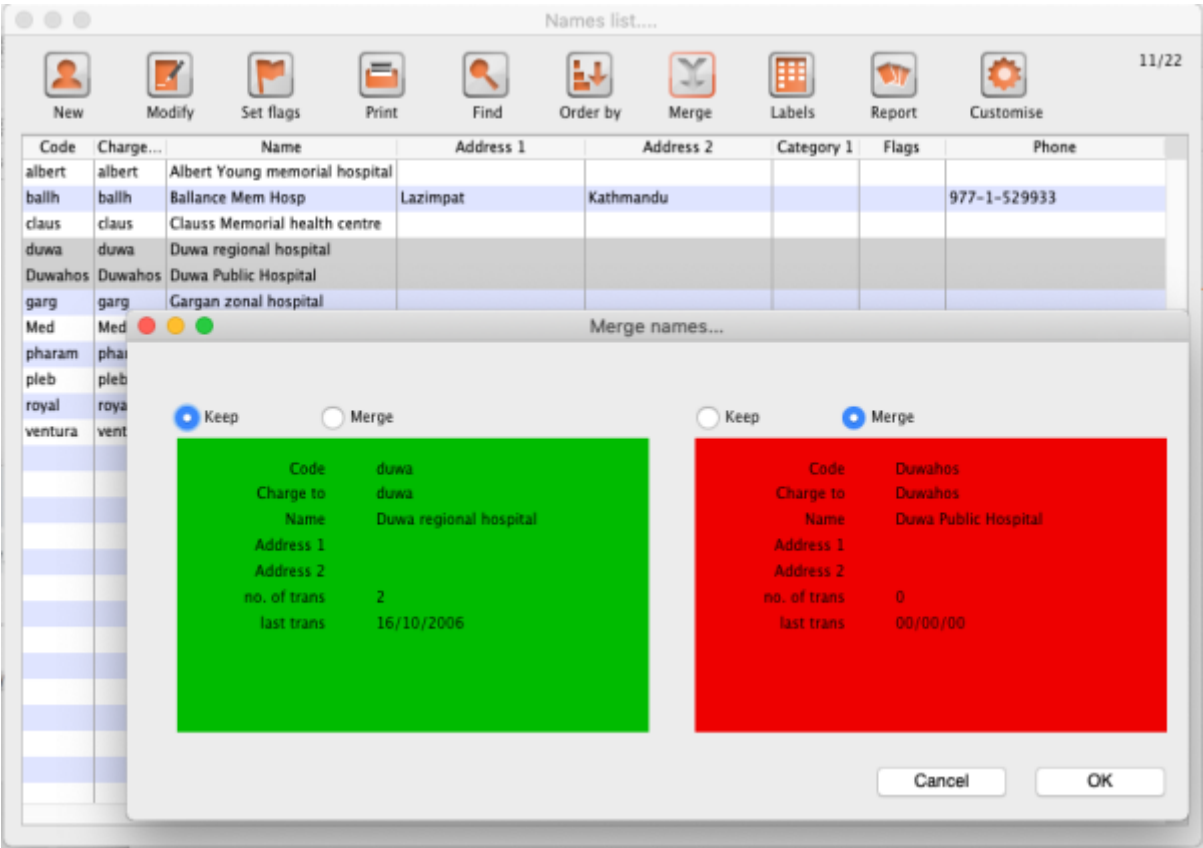 Names list....
11/22
New Modify Set flags Print Find Order by Merge Labels Report Customise
Code Charge... Name Address 1 Address 2 Category 1 Flags Phone
albert albert Albert Young memorial hospital
ballh ballh Ballance Mem Hosp Lazimpat Kathmandu 977-1-529933
claus claus Clauss Memorial health centre
duwa duwa Duwa regional hospital
Duwahos Duwahos Duwa Public Hospital
garg garg Gargan zonal hospital
Med Med
pharam phar
pleb pleb
royal roya
ventura vent
Merge names...
Keep Merge
Code duwa
Charge to duwa
Name Duwa regional hospital
Address 1
Address 2
no. of trans 2
last trans 16/10/2006
Keep Merge
Code Duwahos
Charge to Duwahos
Name Duwa Public Hospital
Address 1
Address 2
no. of trans 0
last trans 00/00/00
Cancel OK